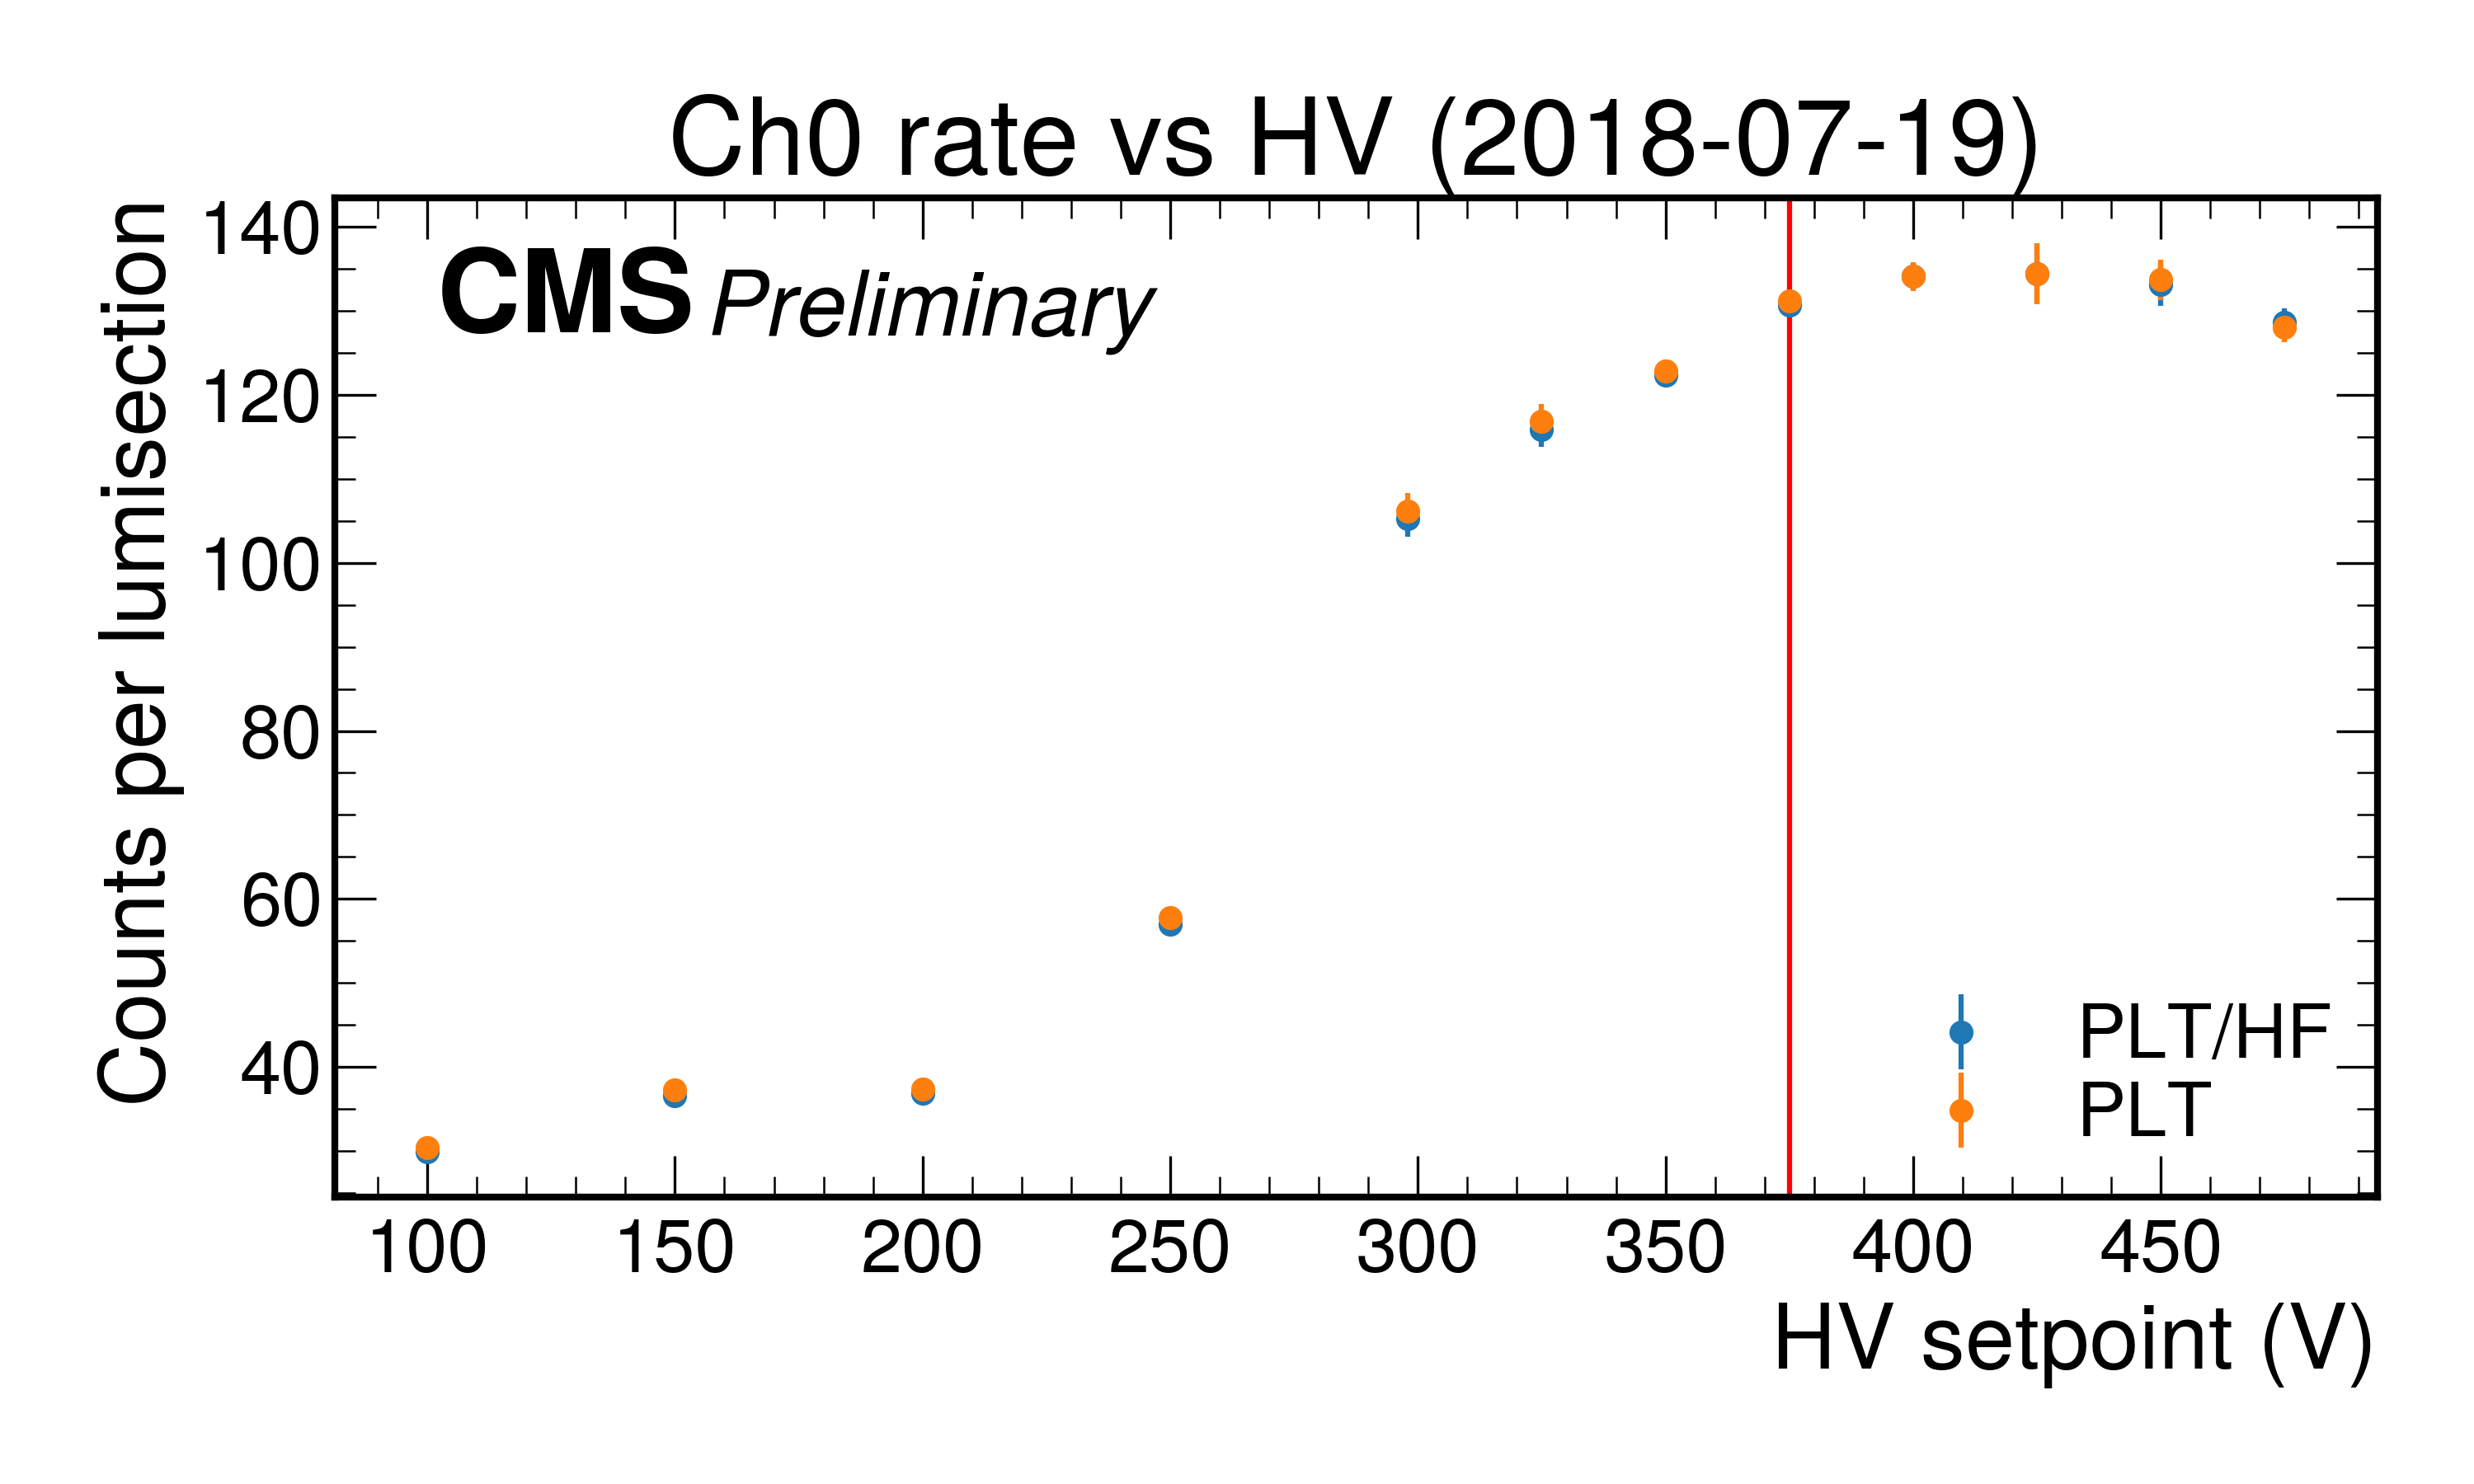 Ch0 rate vs HV (2018-07-19)
CMS Preliminary
Counts per lumisection
140
120
100
80
60
40
PLT/HF
PLT
100 150 200 250 300 350 400 450
HV setpoint (V)